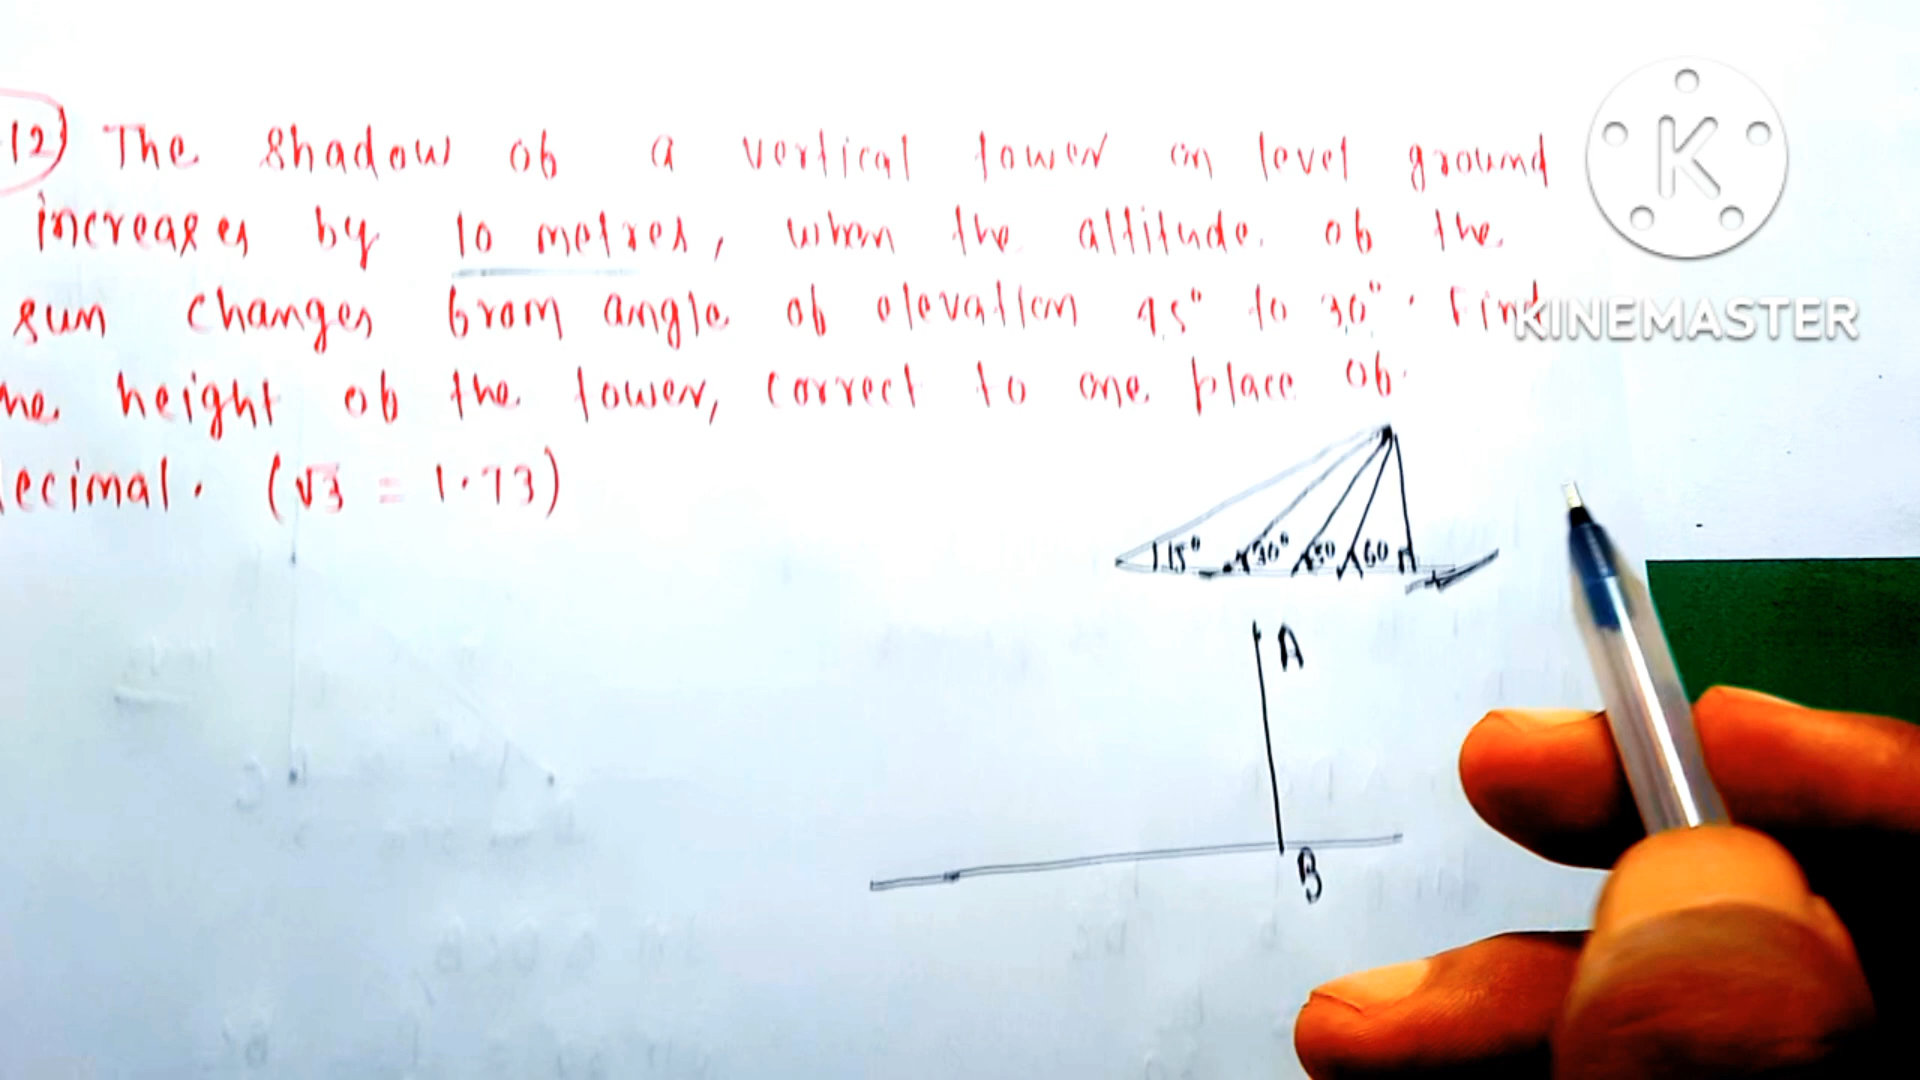 12) The shadow of a vertical tower on level ground
increases by 10 metres, when the altitude of the
sun changes from angle of elevation 45° to 30°. Find
he height of the tower, correct to one place of
ecimal. (√3 = 1.73)
K
KINEMASTER
15° 30° 60
A
B